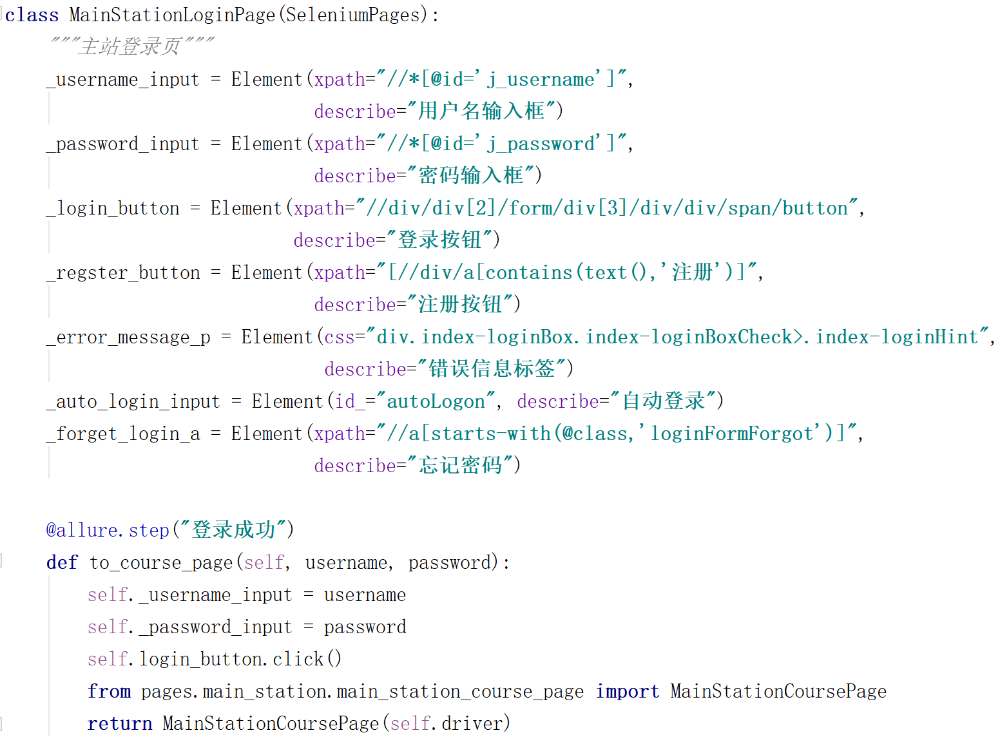 class MainStationLoginPage(SeleniumPages):
    """主站登录页"""
    _username_input = Element(xpath="//*[@id='j_username']",
                              describe="用户名输入框")
    _password_input = Element(xpath="//*[@id='j_password']",
                              describe="密码输入框")
    _login_button = Element(xpath="//div/div[2]/form/div[3]/div/div/span/button",
                            describe="登录按钮")
    _regster_button = Element(xpath="[//div/a[contains(text(),'注册')]",
                              describe="注册按钮")
    _error_message_p = Element(css="div.index-loginBox.index-loginBoxCheck>.index-loginHint",
                               describe="错误信息标签")
    _auto_login_input = Element(id_="autoLogon", describe="自动登录")
    _forget_login_a = Element(xpath="//a[starts-with(@class,'loginFormForgot')]",
                              describe="忘记密码")
    @allure.step("登录成功")
    def to_course_page(self, username, password):
        self._username_input = username
        self._password_input = password
        self.login_button.click()
        from pages.main_station.main_station_course_page import MainStationCoursePage
        return MainStationCoursePage(self.driver)